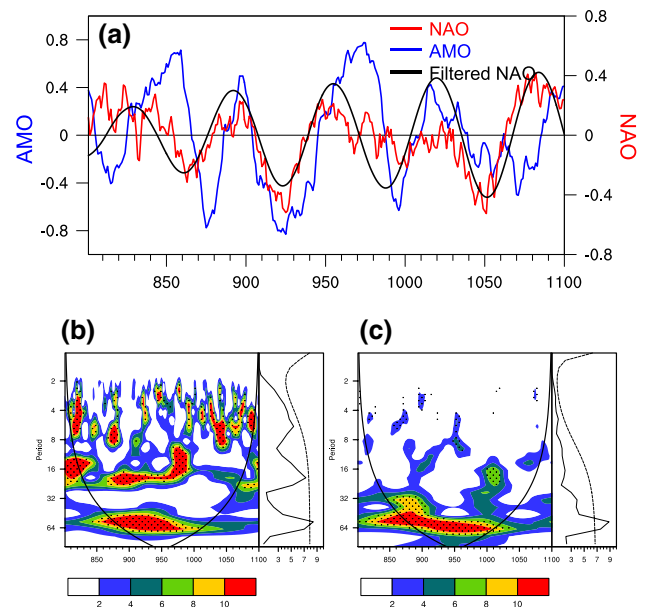 (a)
NAO
AMO
Filtered NAO
0.8 0.4 0 -0.4 -0.8
AMO
0.8 0.4 0 -0.4 -0.8
NAO
850 900 950 1000 1050 1100
(b)
Period
2 4 8 16 32 64
850 900 950 1000 1050 1100
1 3 5 7 9
2 4 6 8 10
(c)
Period
2 4 8 16 32 64
850 900 950 1000 1050 1100
1 3 5 7 9
2 4 6 8 10